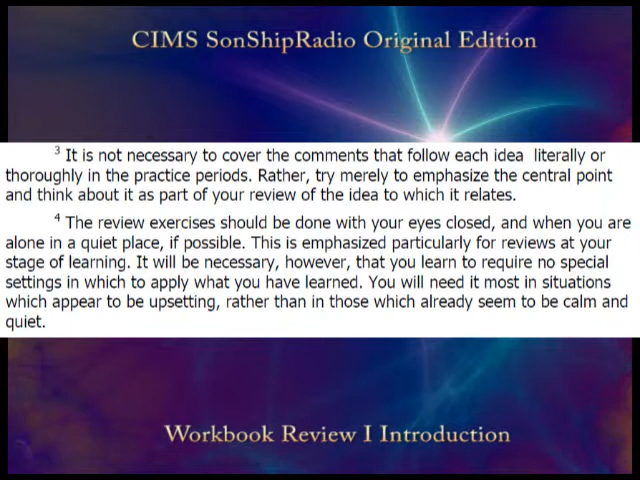 CIMS SonShipRadio Original Edition
3 It is not necessary to cover the comments that follow each idea literally or
thoroughly in the practice periods. Rather, try merely to emphasize the central point
and think about it as part of your review of the idea to which it relates.
4 The review exercises should be done with your eyes closed, and when you are
alone in a quiet place, if possible. This is emphasized particularly for reviews at your
stage of learning. It will be necessary, however, that you learn to require no special
settings in which to apply what you have learned. You will need it most in situations
which appear to be upsetting, rather than in those which already seem to be calm and
quiet.
Workbook Review I Introduction